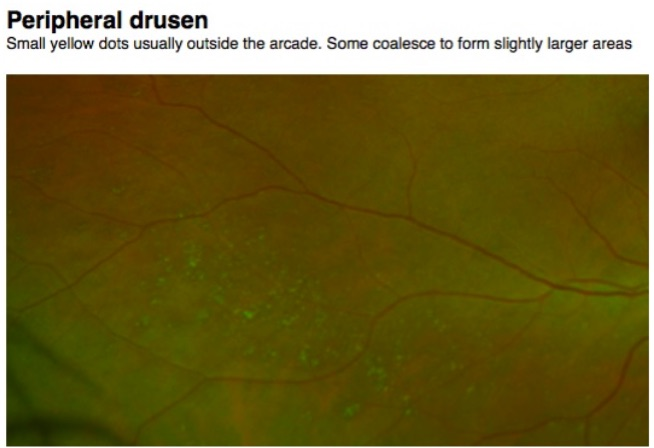 Peripheral drusen
Small yellow dots usually outside the arcade. Some coalesce to form slightly larger areas